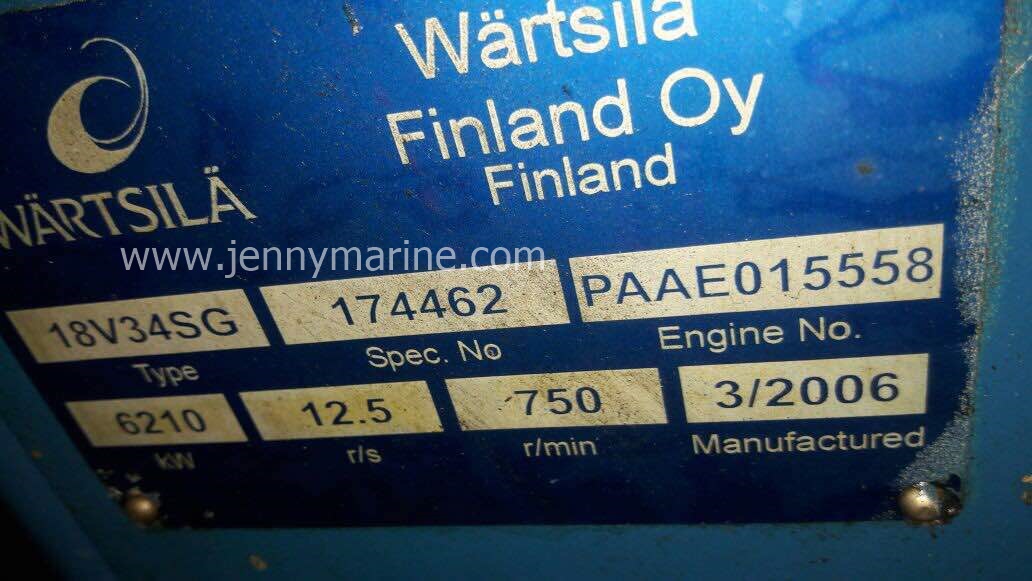 Wärtsilä
Finland Oy
Finland
WÄRTSILÄ
www.jennymarine.com
18V34SG 174462 PAAE015558
Type Spec. No Engine No.
6210 12.5 750 3/2006
kW r/s r/min Manufactured